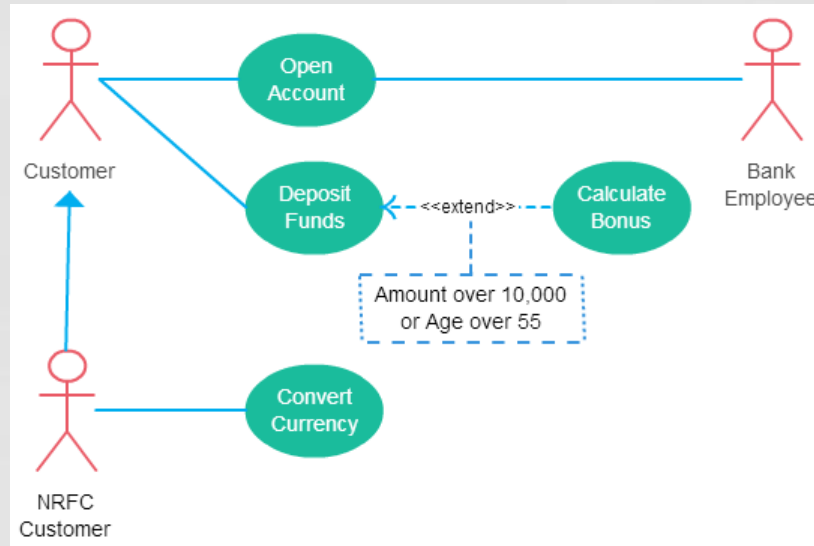 Open
Account
Customer
Bank
Employee
Deposit
Funds
<<extend>>
Calculate
Bonus
Amount over 10,000
or Age over 55
Convert
Currency
NRFC
Customer